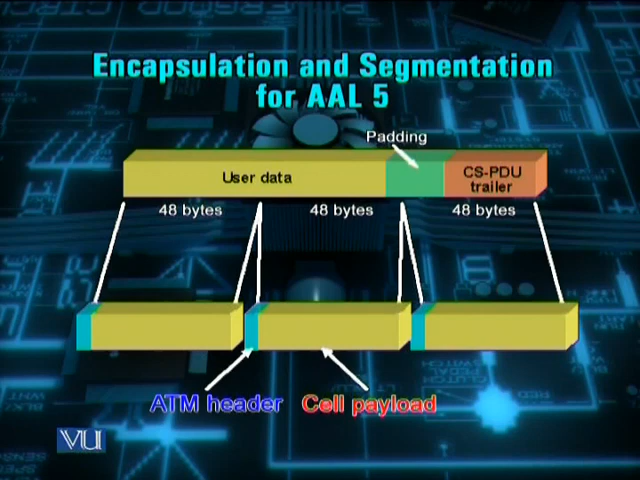 Encapsulation and Segmentation
for AAL 5
Padding
User data
CS-PDU
trailer
48 bytes
48 bytes
48 bytes
ATM header
Cell payload
VU